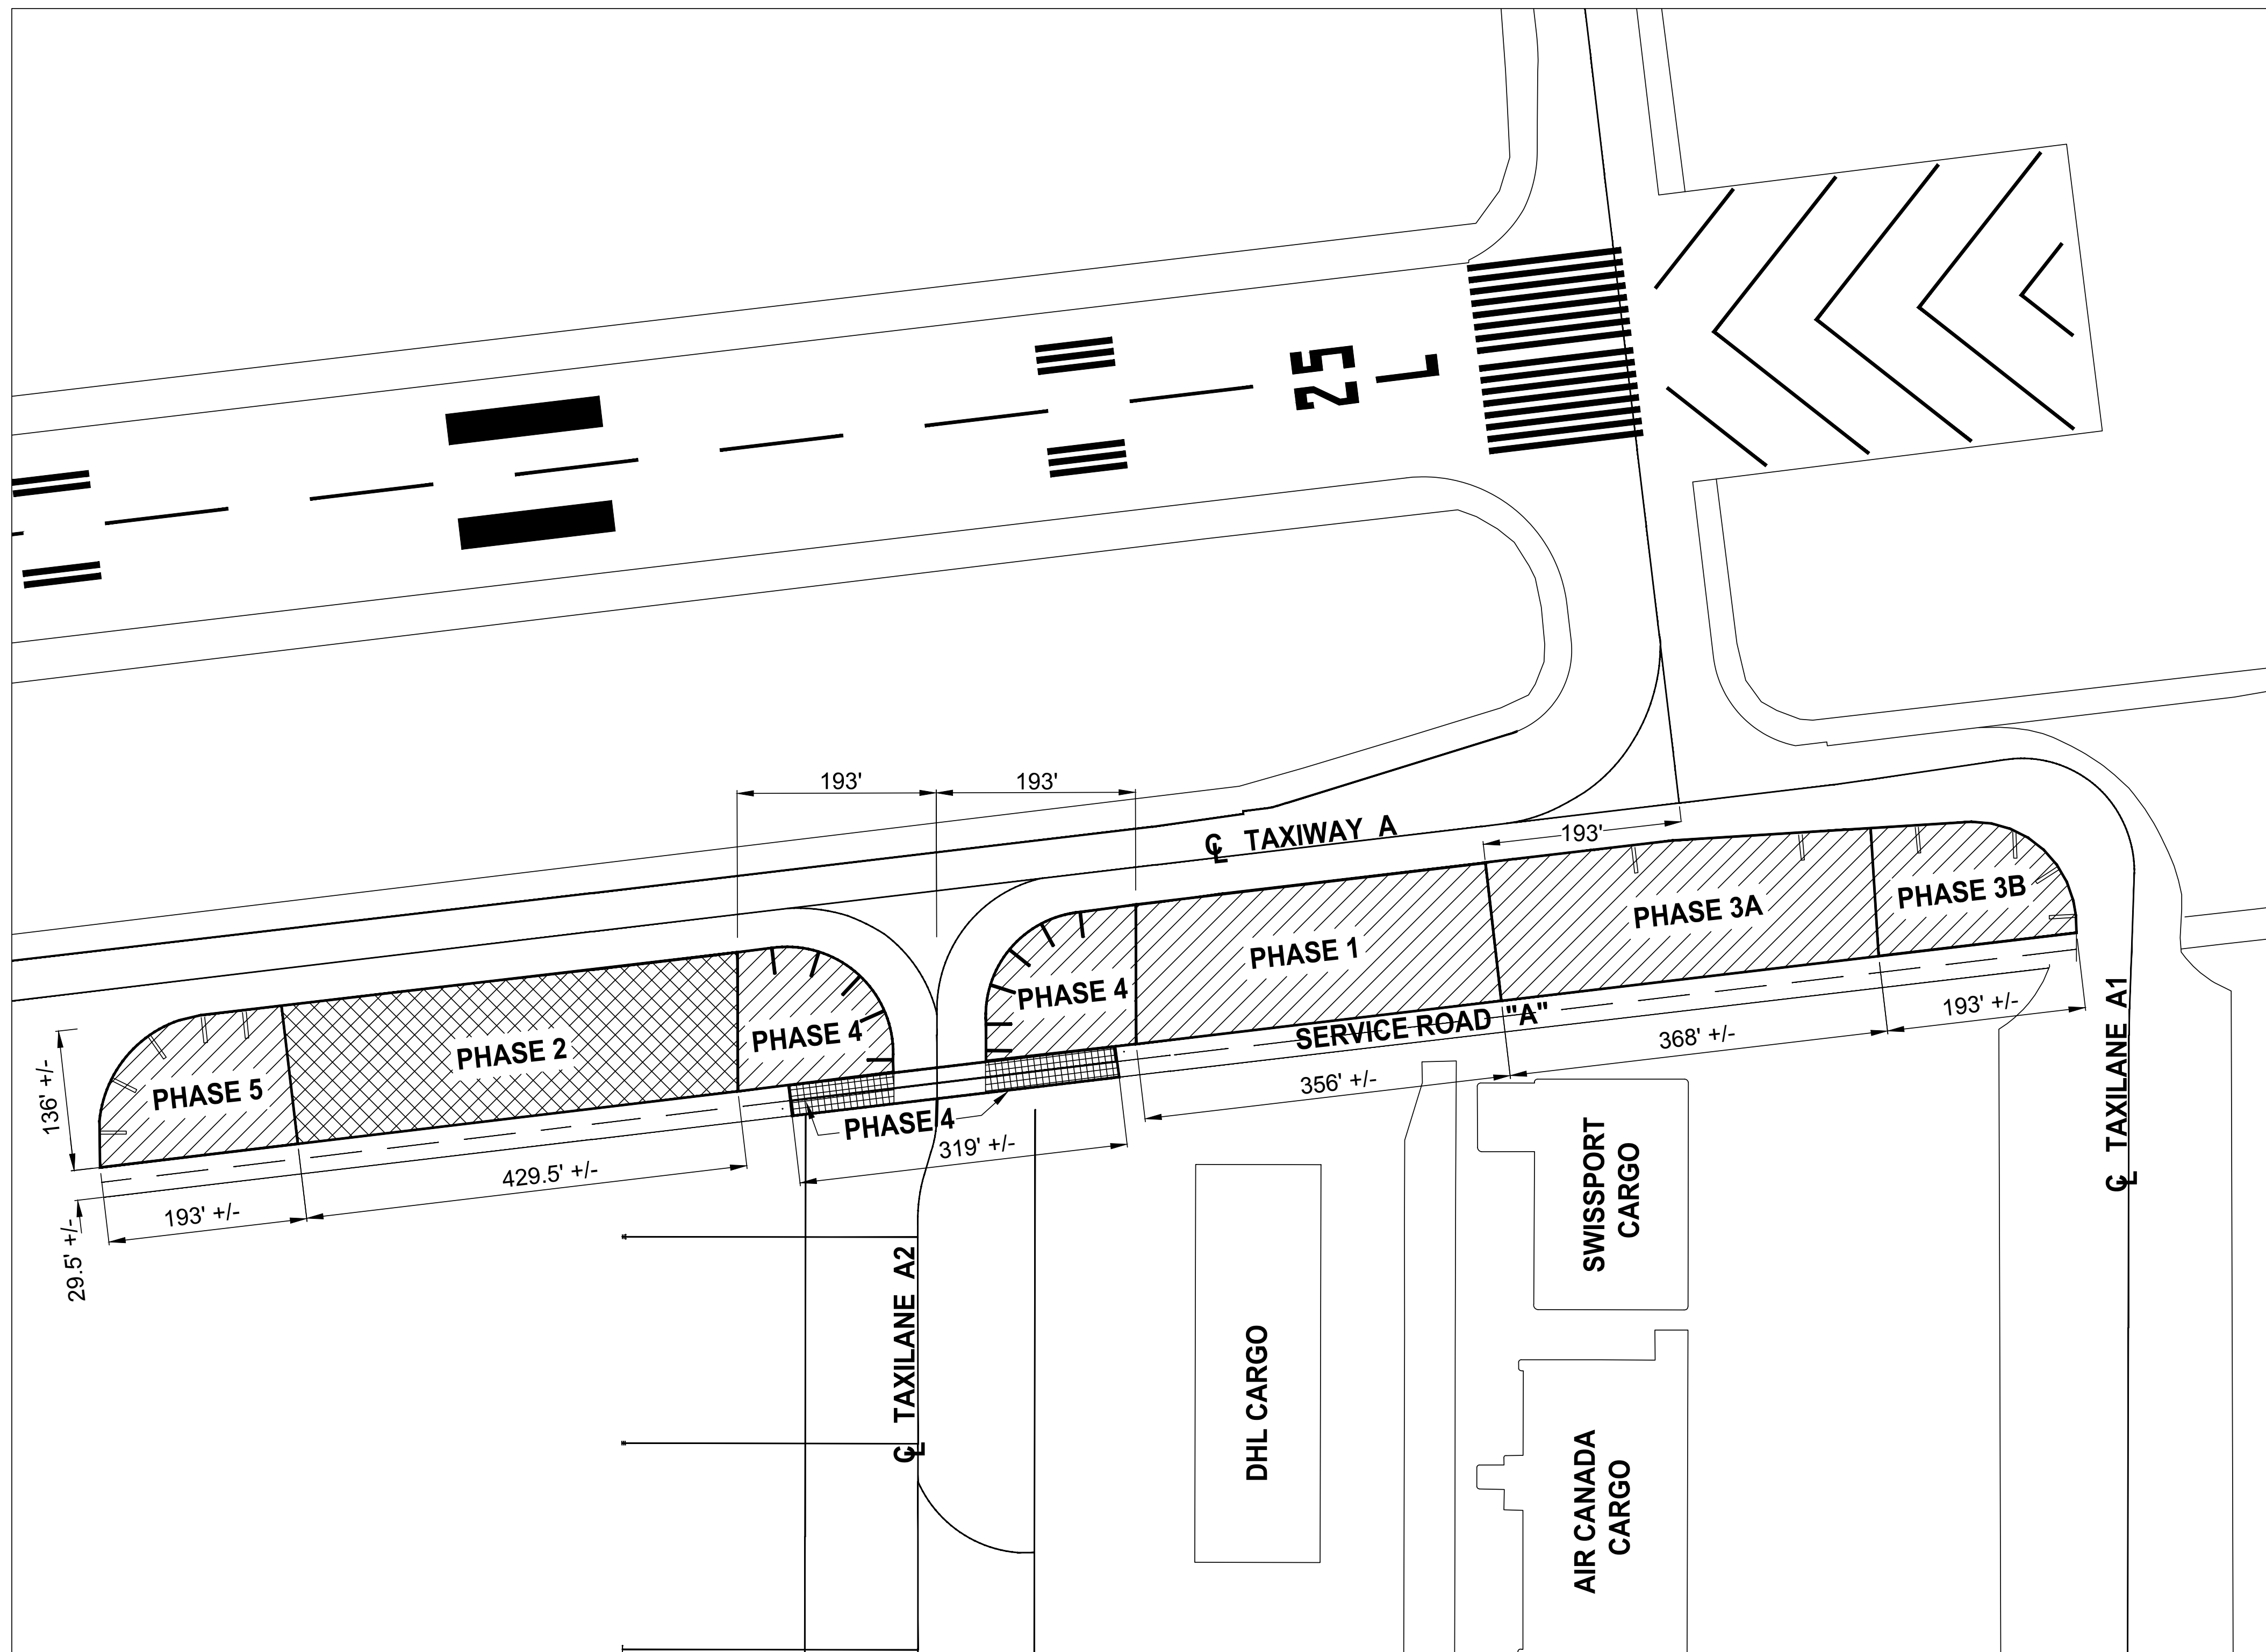 25L
193'
193'
℄ TAXIWAY A
193'
PHASE 3B
PHASE 3A
PHASE 1
PHASE 4
PHASE 4
PHASE 2
PHASE 5
136' +/-
SERVICE ROAD "A"
193' +/-
368' +/-
356' +/-
PHASE 4
319' +/-
429.5' +/-
193' +/-
29.5' +/-
℄ TAXILANE A1
℄ TAXILANE A2
SWISSPORT
CARGO
DHL CARGO
AIR CANADA
CARGO